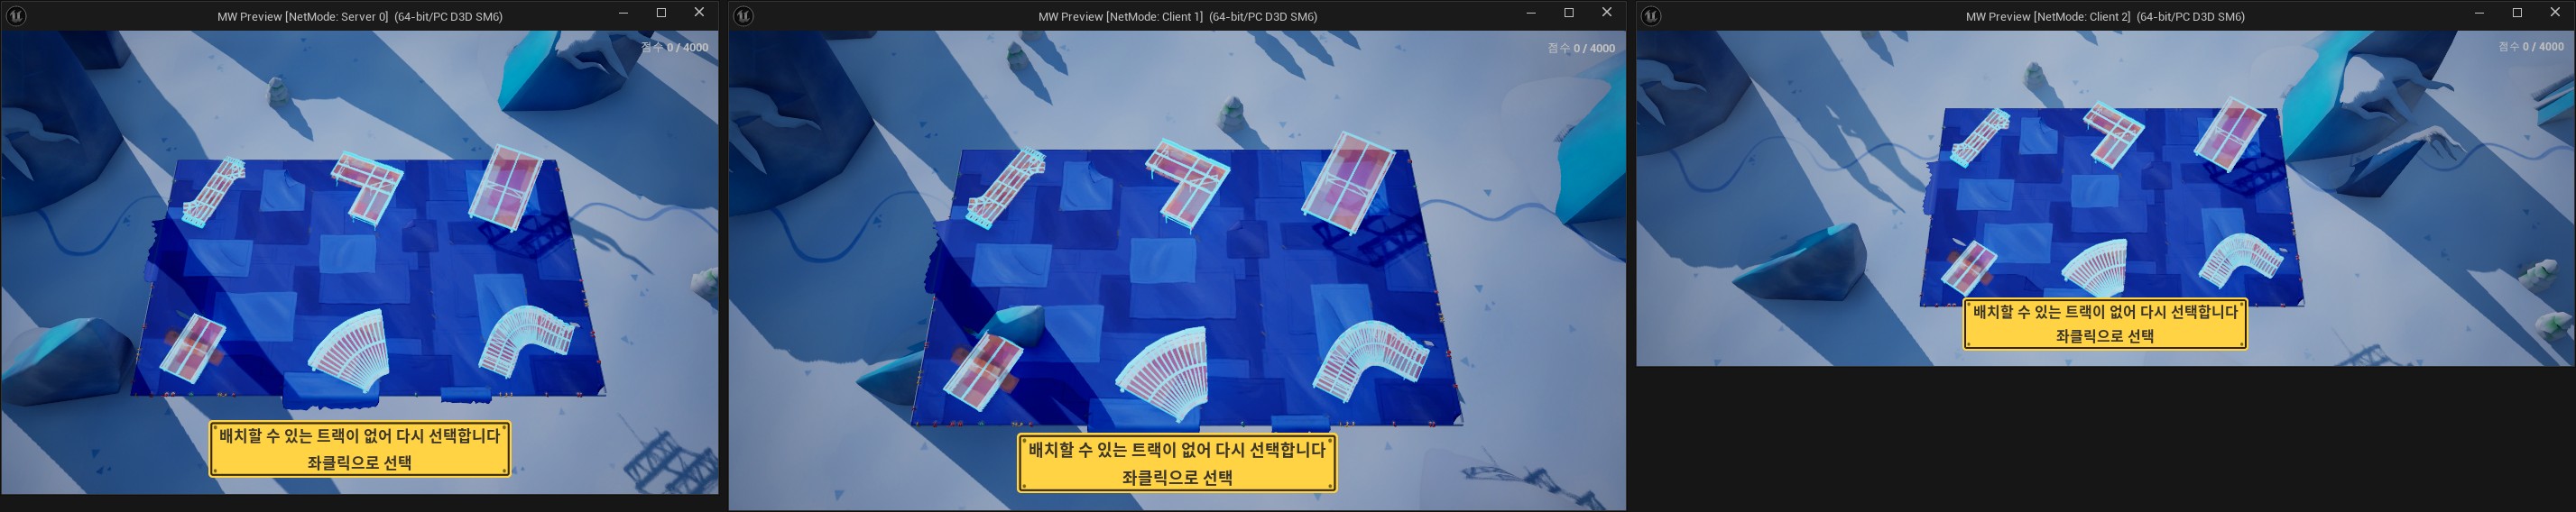 MW Preview [NetMode: Server 0] (64-bit/PC D3D SM6)
점수 0 / 4000
배치할 수 있는 트랙이 없어 다시 선택합니다
좌클릭으로 선택
MW Preview [NetMode: Client 1] (64-bit/PC D3D SM6)
점수 0 / 4000
배치할 수 있는 트랙이 없어 다시 선택합니다
좌클릭으로 선택
MW Preview [NetMode: Client 2] (64-bit/PC D3D SM6)
점수 0 / 4000
배치할 수 있는 트랙이 없어 다시 선택합니다
좌클릭으로 선택